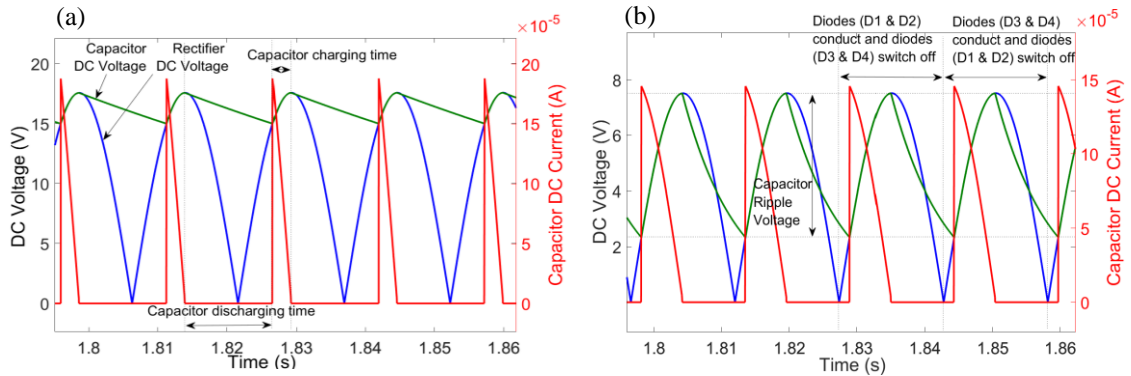 (a)
×10⁻⁵
Capacitor
DC Voltage
Rectifier
DC Voltage
Capacitor charging time
20
15
10
5
0
DC Voltage (V)
20
15
10
5
0
Capacitor DC Current (A)
Capacitor discharging time
1.8
1.81
1.82
1.83
1.84
1.85
1.86
Time (s)
(b)
Diodes (D1 & D2)
conduct and diodes
(D3 & D4) switch off
Diodes (D3 & D4)
conduct and diodes
(D1 & D2) switch off
×10⁻⁵
8
6
4
2
DC Voltage (V)
Capacitor
Ripple
Voltage
15
10
5
0
Capacitor DC Current (A)
1.8
1.81
1.82
1.83
1.84
1.85
1.86
Time (s)